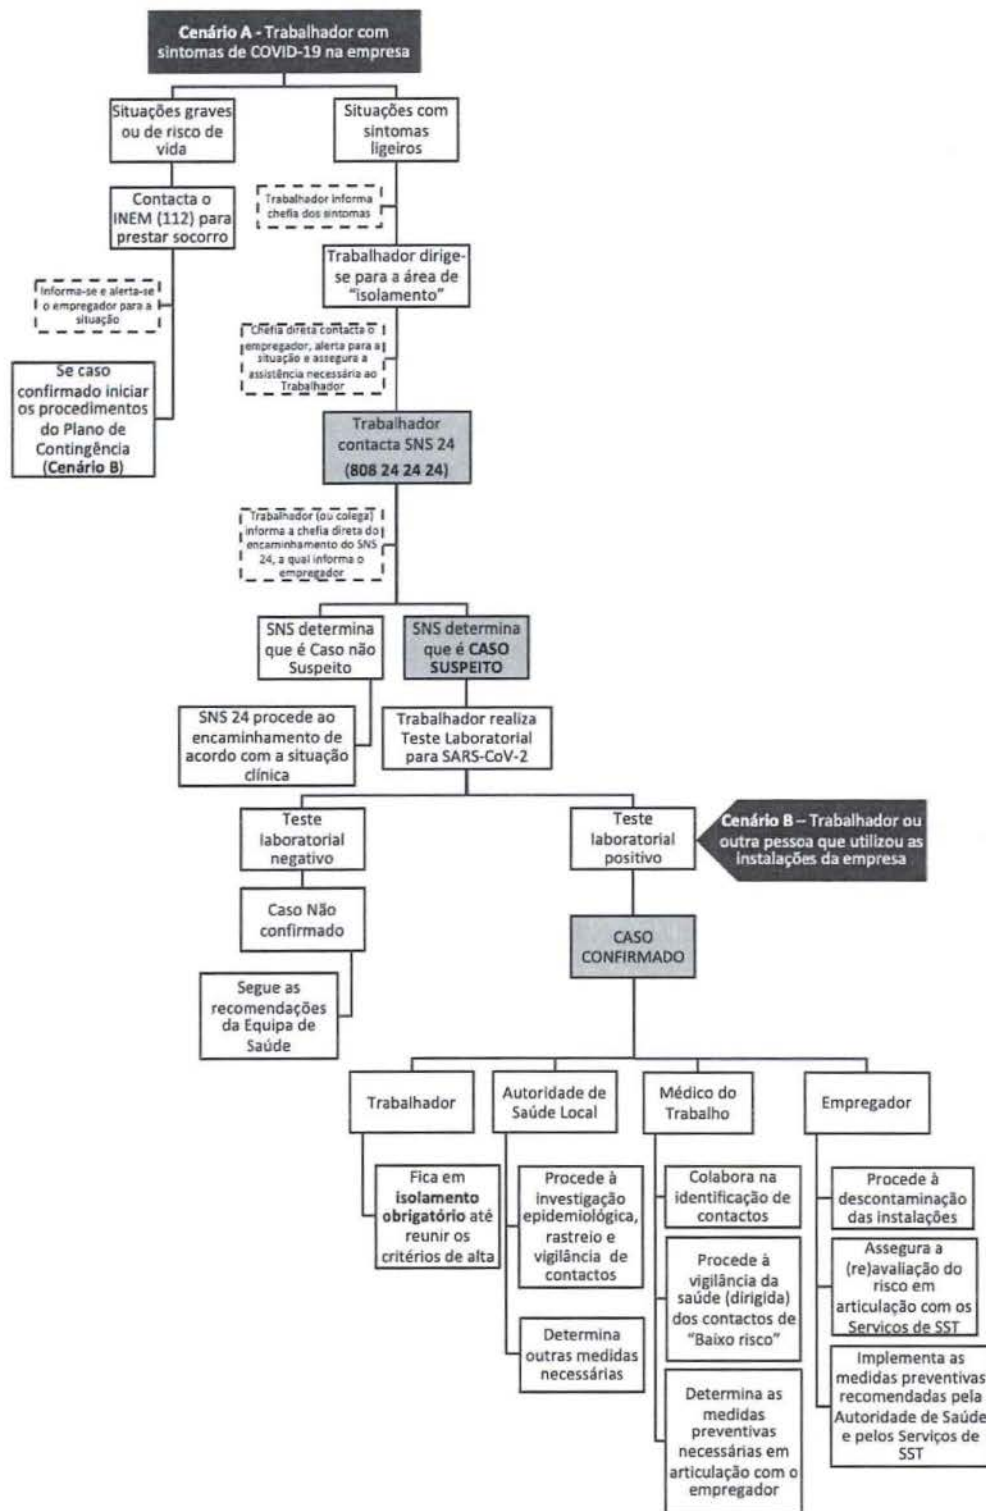 Cenário A - Trabalhador com
sintomas de COVID-19 na empresa
Situações graves
ou de risco de
vida
Situações com
sintomas
ligeiros
Contacta o
INEM (112) para
prestar socorro
Trabalhador informa
chefia dos sintomas
Trabalhador dirige-
se para a área de
“isolamento”
Informa-se e alerta-se
o empregador para a
situação
Chefia direta contacta o
empregador, alerta para a
situação e assegura a
assistência necessária ao
Trabalhador
Se caso
confirmado iniciar
os procedimentos
do Plano de
Contingência
(Cenário B)
Trabalhador
contacta SNS 24
(808 24 24 24)
Trabalhador (ou colega)
informa a chefia direta do
encaminhamento do SNS
24, a qual informa o
empregador
SNS determina
que é Caso não
Suspeito
SNS determina
que é CASO
SUSPEITO
SNS 24 procede ao
encaminhamento de
acordo com a situação
clínica
Trabalhador realiza
Teste Laboratorial
para SARS-CoV-2
Teste
laboratorial
negativo
Teste
laboratorial
positivo
Cenário B – Trabalhador ou
outra pessoa que utilizou as
instalações da empresa
Caso Não
confirmado
CASO
CONFIRMADO
Segue as
recomendações
da Equipa de
Saúde
Trabalhador
Autoridade de
Saúde Local
Médico do
Trabalho
Empregador
Fica em
isolamento
obrigatório até
reunir os
critérios de alta
Procede à
investigação
epidemiológica,
rastreio e
vigilância de
contactos
Determina
outras medidas
necessárias
Colabora na
identificação de
contactos
Procede à
vigilância da
saúde (dirigida)
dos contactos de
“Baixo risco”
Determina as
medidas
preventivas
necessárias em
articulação com o
empregador
Procede à
descontaminação
das instalações
Assegura a
(re)avaliação do
risco em
articulação com os
Serviços de SST
Implementa as
medidas preventivas
recomendadas pela
Autoridade de Saúde
e pelos Serviços de
SST